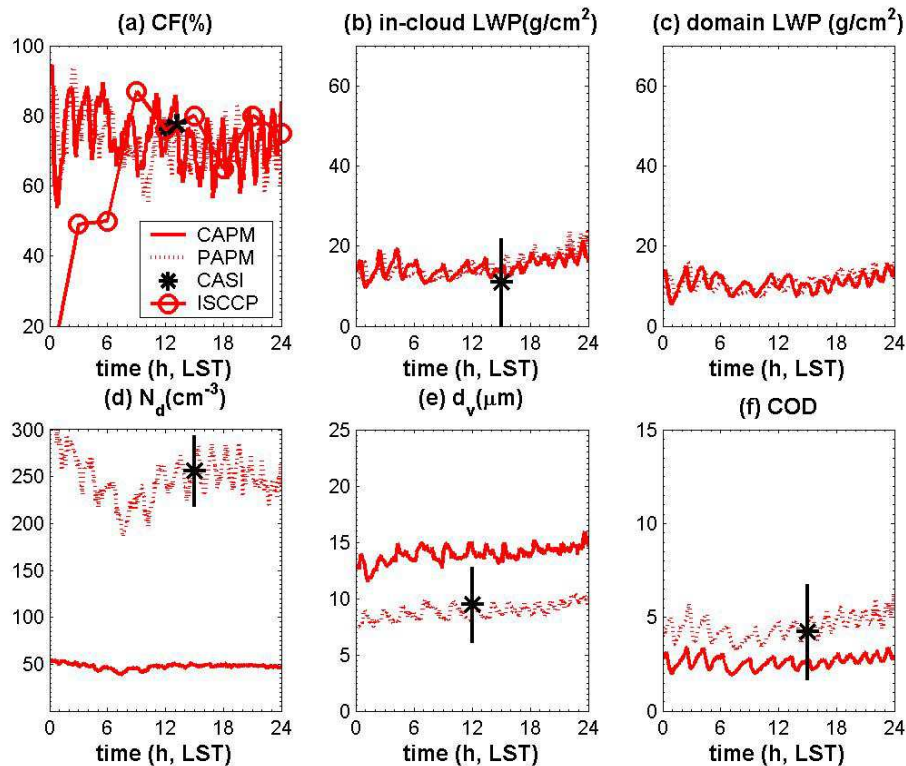 (a) CF(%)
(b) in-cloud LWP(g/cm²)
(c) domain LWP (g/cm²)
100
80
60
40
20
CAPM
PAPM
CASI
ISCCP
0 6 12 18 24
time (h, LST)
60
40
20
0
0 6 12 18 24
time (h, LST)
60
40
20
0
0 6 12 18 24
time (h, LST)
(d) N_d(cm⁻³)
(e) d_v(μm)
(f) COD
300
250
200
150
100
50
0 6 12 18 24
time (h, LST)
25
20
15
10
5
0
0 6 12 18 24
time (h, LST)
15
10
5
0
0 6 12 18 24
time (h, LST)